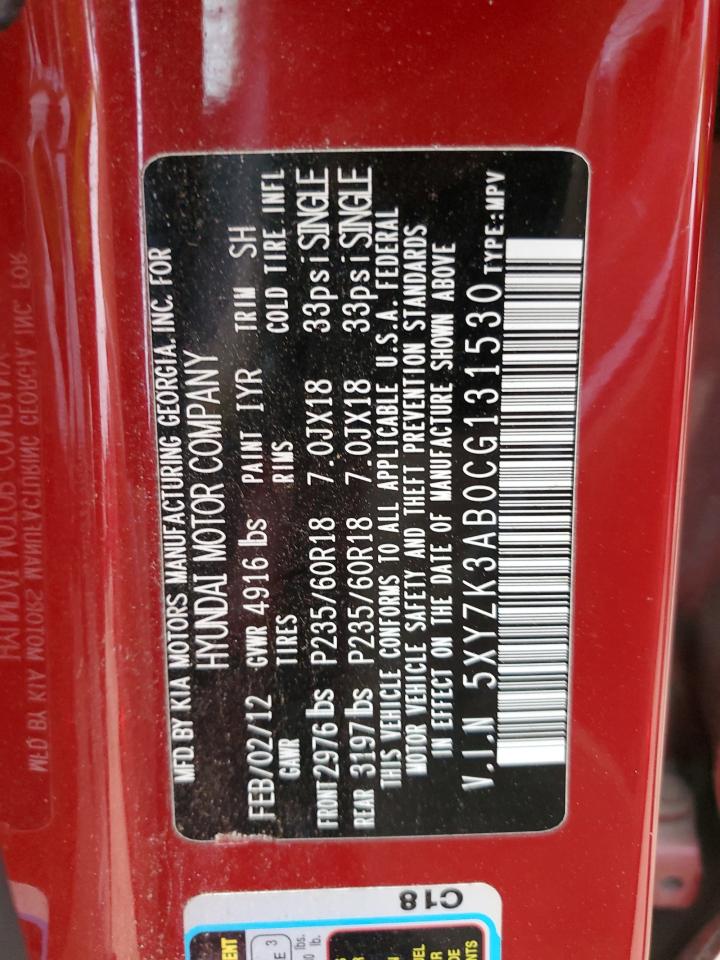 MFD. BY KIA MOTORS MANUFACTURING GEORGIA, INC. FOR
HYUNDAI MOTOR COMPANY
FEB/02/12 GVWR 4916 lbs PAINT IYR TRIM SH
GAWR TIRES RIMS COLD TIRE INFL
FRONT 2976 lbs P235/60R18 7.0JX18 33psi SINGLE
REAR 3197 lbs P235/60R18 7.0JX18 33psi SINGLE
THIS VEHICLE CONFORMS TO ALL APPLICABLE U.S.A. FEDERAL
MOTOR VEHICLE SAFETY AND THEFT PREVENTION STANDARDS
IN EFFECT ON THE DATE OF MANUFACTURE SHOWN ABOVE
V.I.N 5XYZK3AB0CG131530 TYPE:MPV
C18